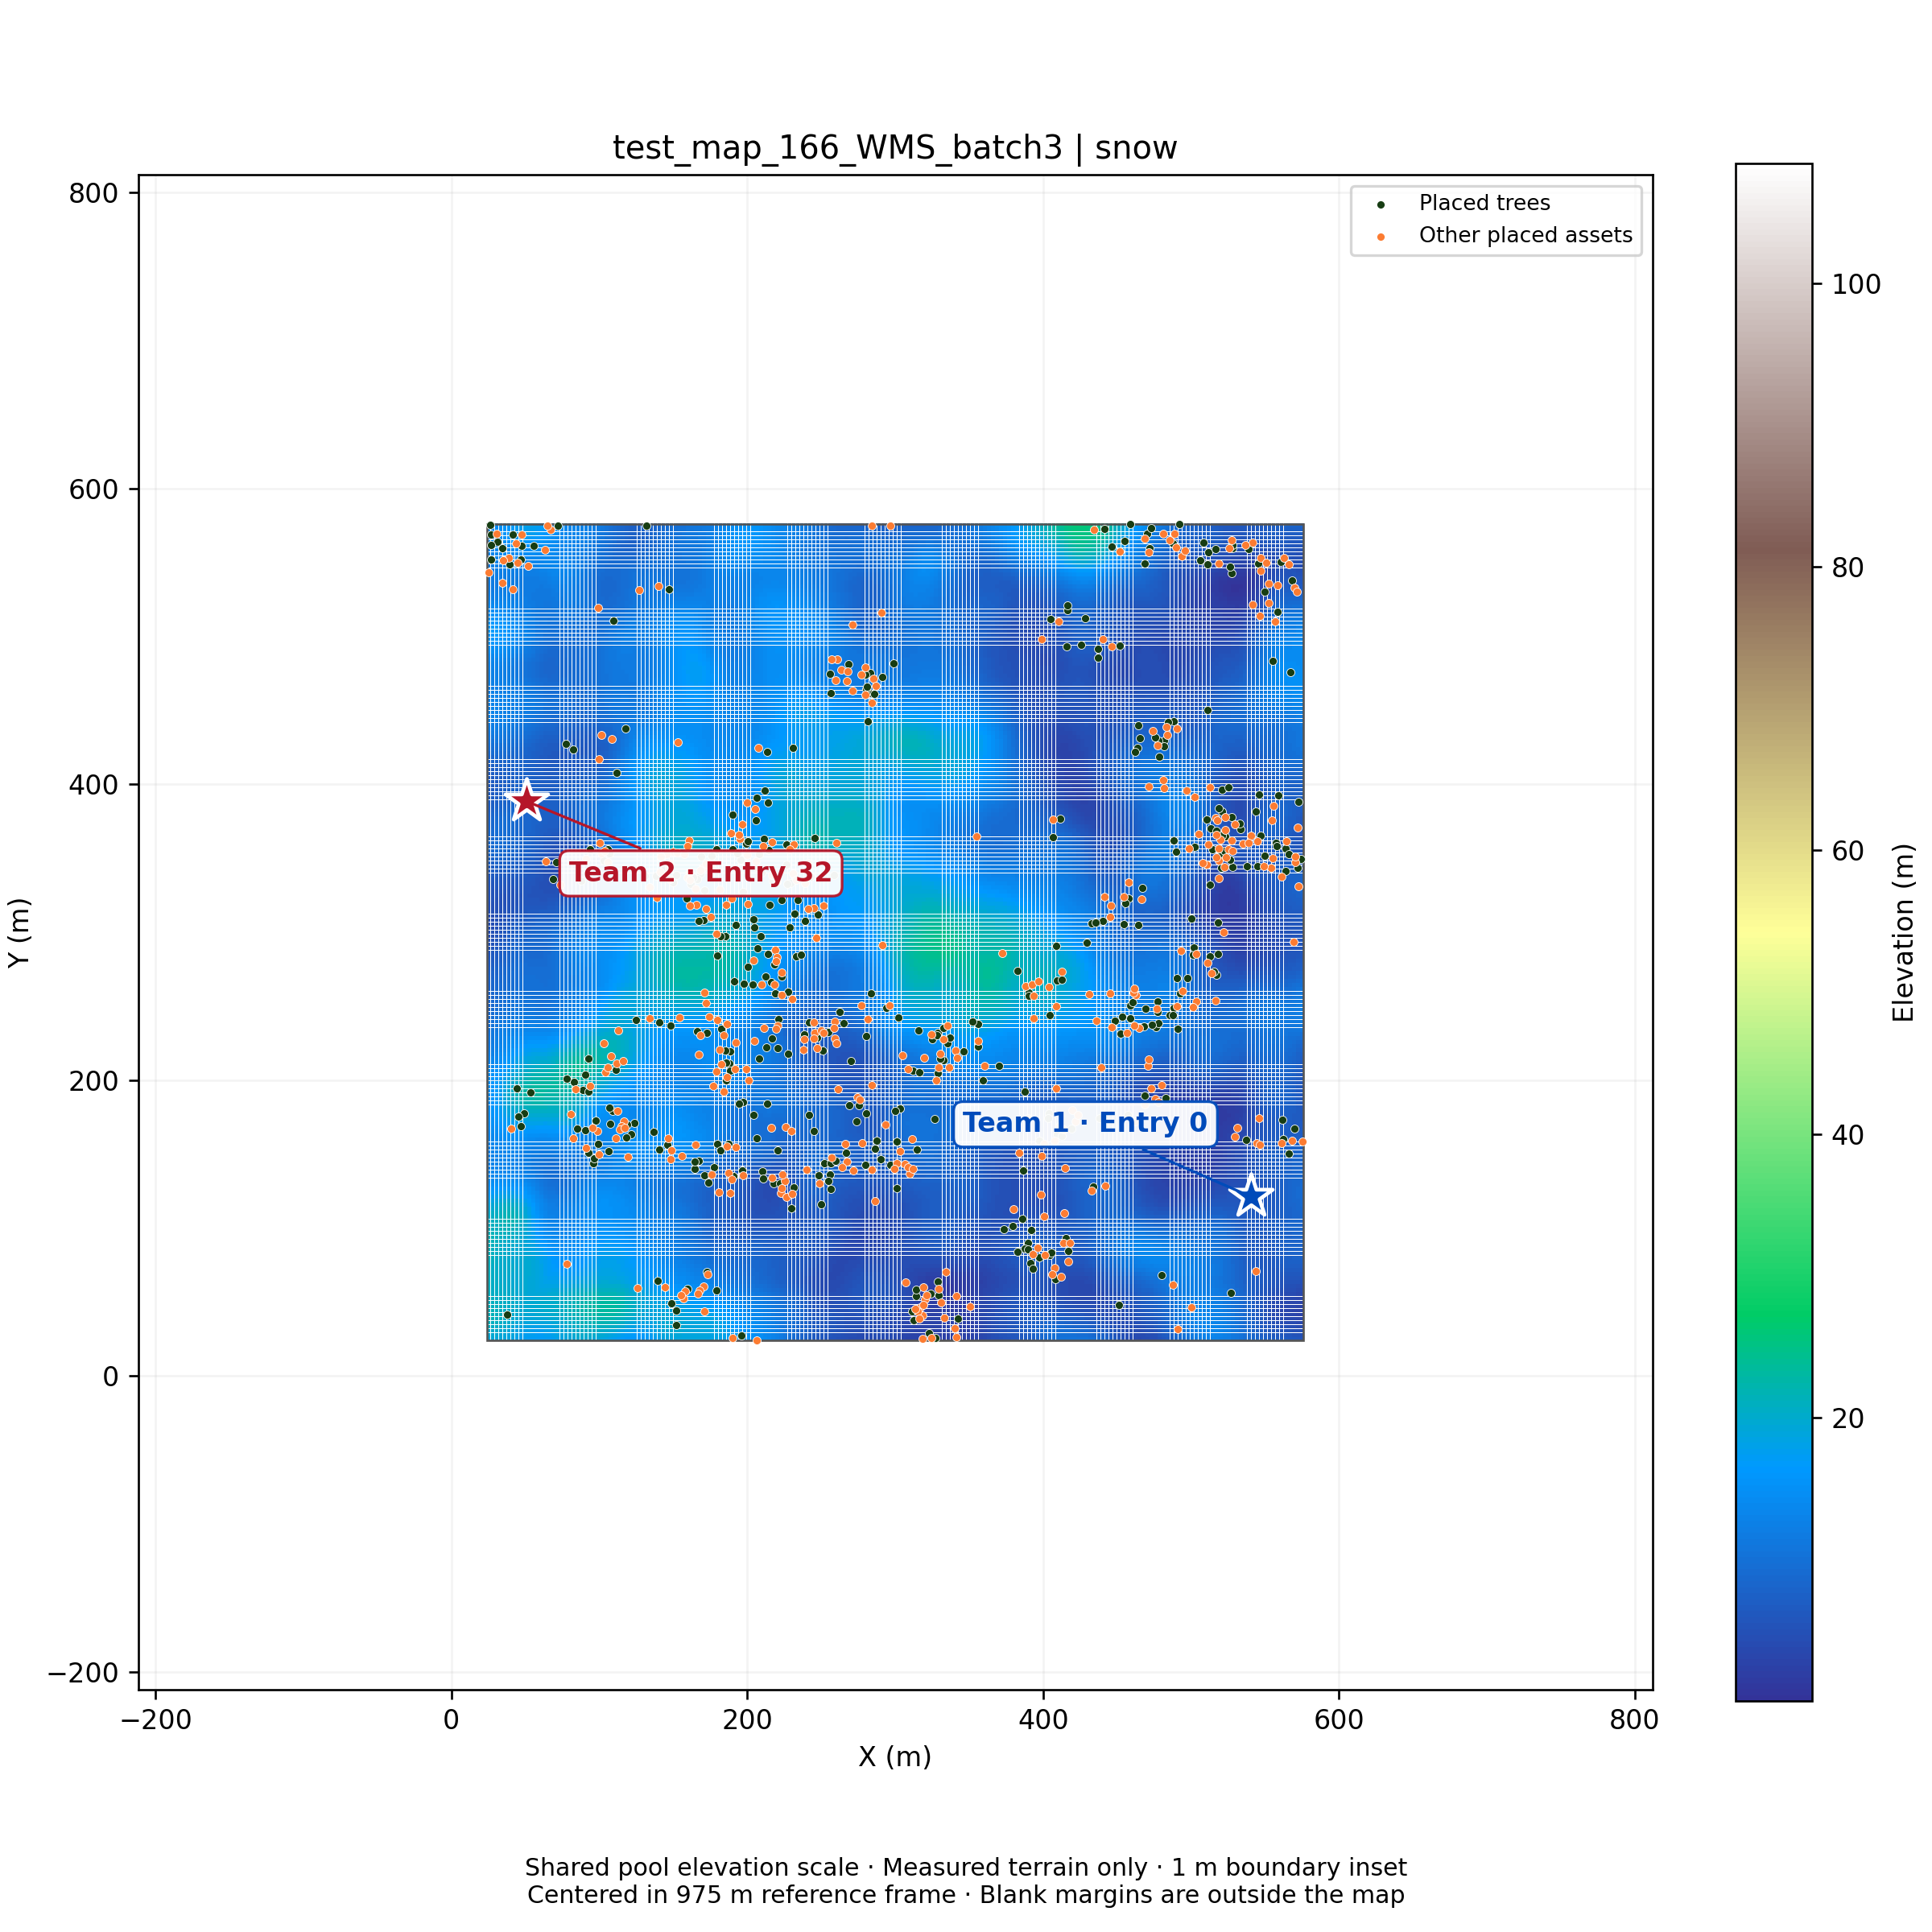 test_map_166_WMS_batch3 | snow
800
600
400
200
0
−200
−200
0
200
400
600
800
X (m)
Y (m)
Placed trees
Other placed assets
Team 2 · Entry 32
Team 1 · Entry 0
100
80
60
40
20
Elevation (m)
Shared pool elevation scale · Measured terrain only · 1 m boundary inset
Centered in 975 m reference frame · Blank margins are outside the map